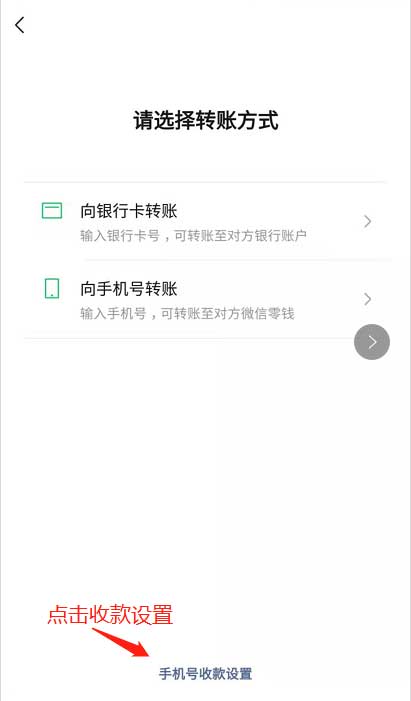 请选择转账方式
向银行卡转账
输入银行卡号，可转账至对方银行账户
向手机号转账
输入手机号，可转账至对方微信零钱
点击收款设置
手机号收款设置